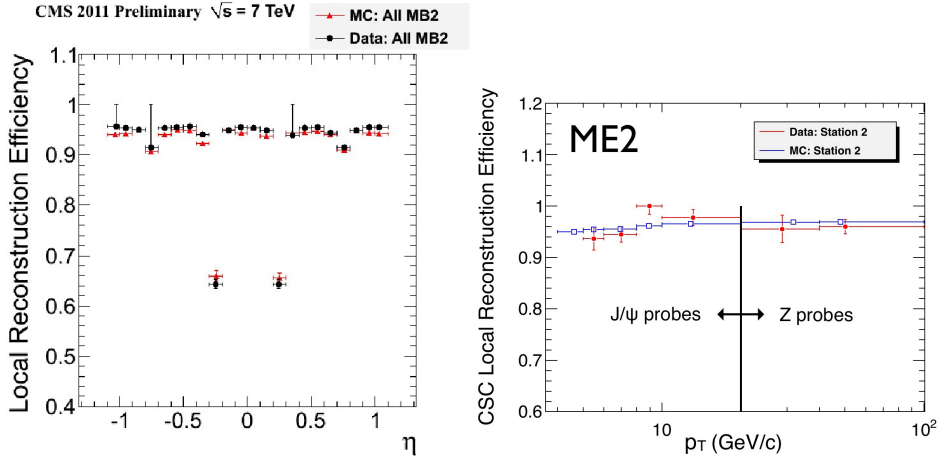 CMS 2011 Preliminary √s = 7 TeV
MC: All MB2
Data: All MB2
Local Reconstruction Efficiency
1.1
1
0.9
0.8
0.7
0.6
0.5
0.4
-1 -0.5 0 0.5 1
η
CSC Local Reconstruction Efficiency
1.2
1.1
1
0.9
0.8
0.7
0.6
ME2
Data: Station 2
MC: Station 2
J/ψ probes
Z probes
10 10²
p_T (GeV/c)